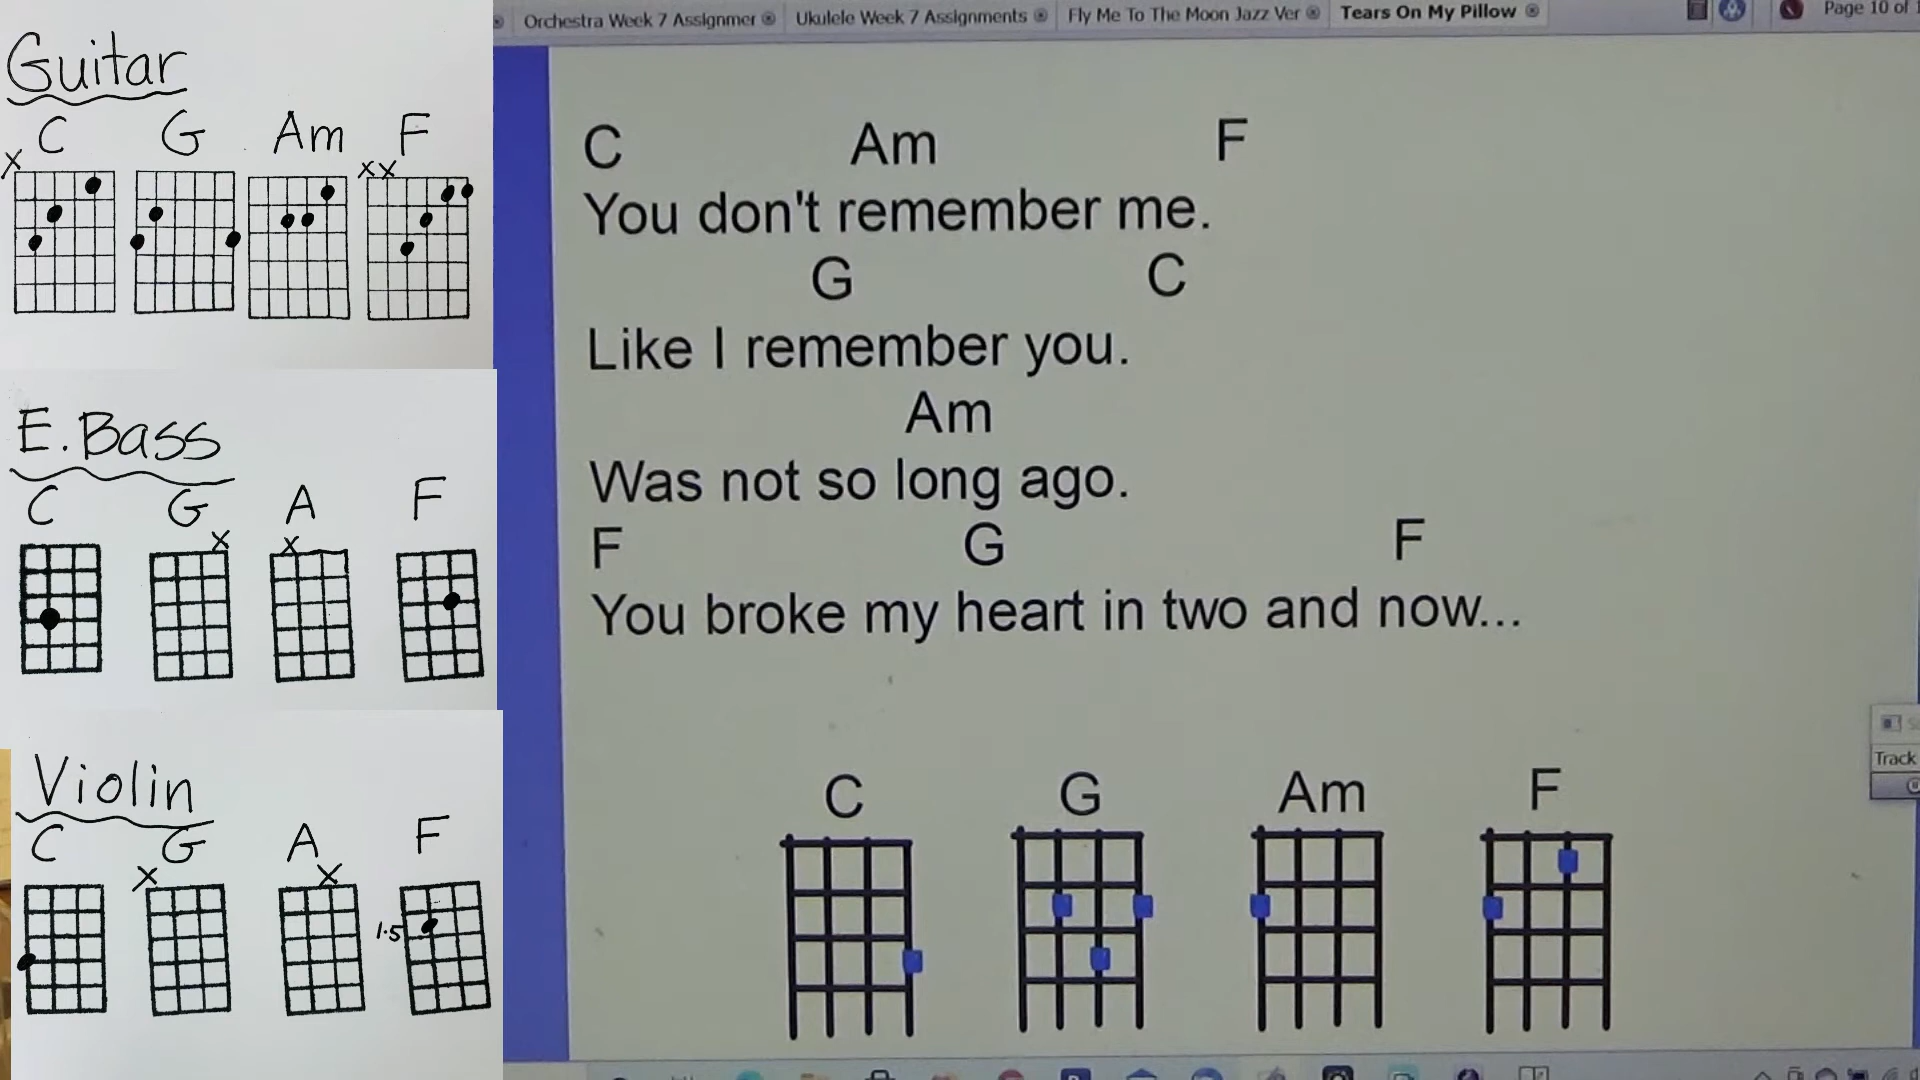 Orchestra Week 7 Assignmer Ukulele Week 7 Assignments Fly Me To The Moon Jazz Ver Tears On My Pillow Page 10 of
Guitar
C G Am F
X XX
E.Bass
C G A F
X X
Violin
C G A F
X X
1.5
C Am F
You don't remember me.
G C
Like I remember you.
Am
Was not so long ago.
F G F
You broke my heart in two and now...
C G Am F
Track